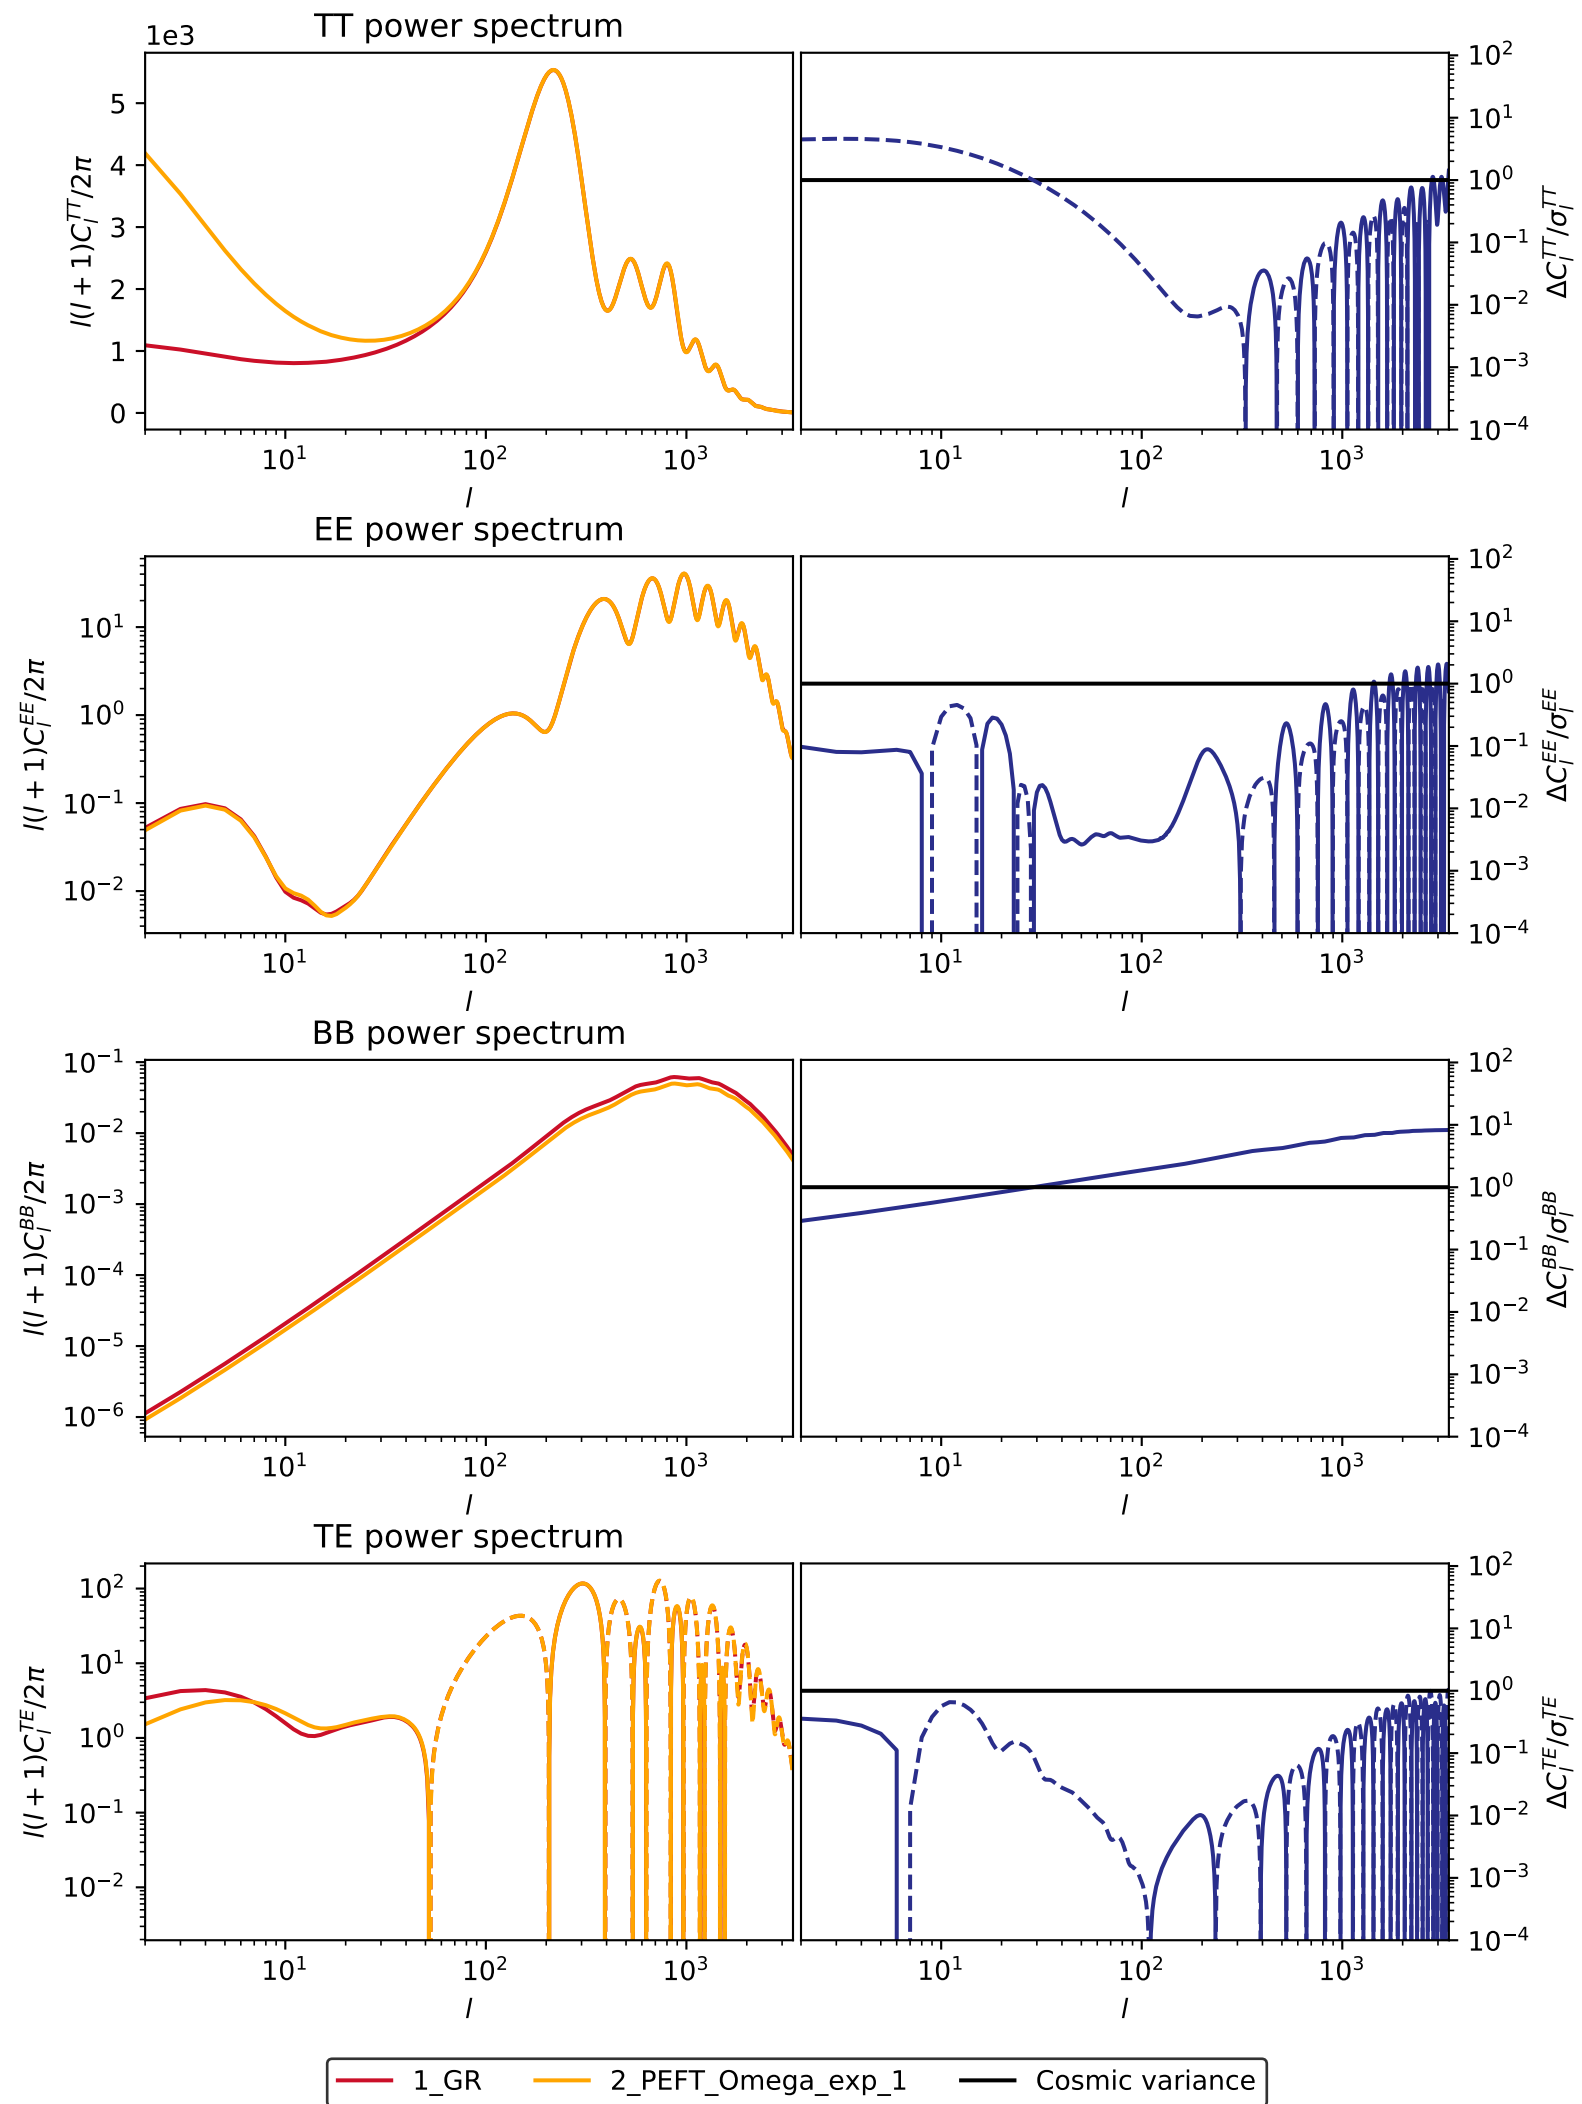 TT power spectrum
1e3
l(l + 1)C_l^{TT}/2π
5
4
3
2
1
0
10^1 10^2 10^3
l
10^2
10^1
10^0
10^{-1}
10^{-2}
10^{-3}
10^{-4}
ΔC_l^{TT}/σ_l^{TT}
10^1 10^2 10^3
l
EE power spectrum
l(l + 1)C_l^{EE}/2π
10^1
10^0
10^{-1}
10^{-2}
10^1 10^2 10^3
l
10^2
10^1
10^0
10^{-1}
10^{-2}
10^{-3}
10^{-4}
ΔC_l^{EE}/σ_l^{EE}
10^1 10^2 10^3
l
BB power spectrum
l(l + 1)C_l^{BB}/2π
10^{-1}
10^{-2}
10^{-3}
10^{-4}
10^{-5}
10^{-6}
10^1 10^2 10^3
l
10^2
10^1
10^0
10^{-1}
10^{-2}
10^{-3}
10^{-4}
ΔC_l^{BB}/σ_l^{BB}
10^1 10^2 10^3
l
TE power spectrum
l(l + 1)C_l^{TE}/2π
10^2
10^1
10^0
10^{-1}
10^{-2}
10^1 10^2 10^3
l
10^2
10^1
10^0
10^{-1}
10^{-2}
10^{-3}
10^{-4}
ΔC_l^{TE}/σ_l^{TE}
10^1 10^2 10^3
l
1_GR 2_PEFT_Omega_exp_1 Cosmic variance